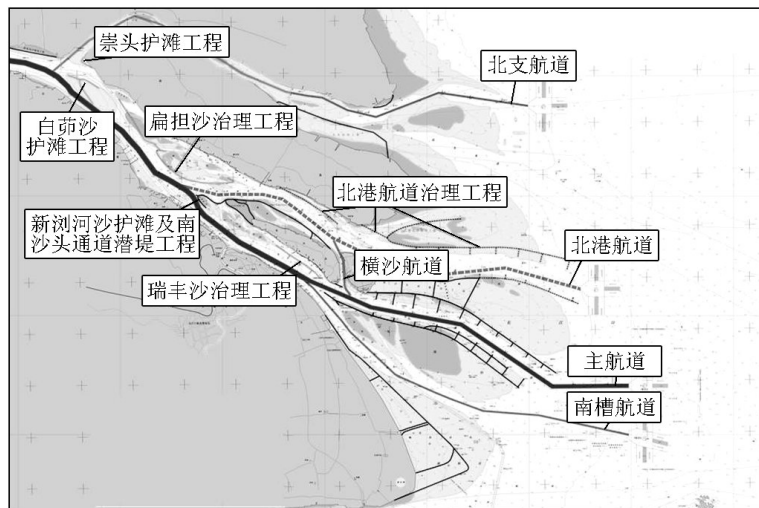 崇头护滩工程
北支航道
白茆沙
护滩工程
扁担沙治理工程
北港航道治理工程
新浏河沙护滩及南
沙头通道潜堤工程
北港航道
横沙航道
瑞丰沙治理工程
主航道
南槽航道